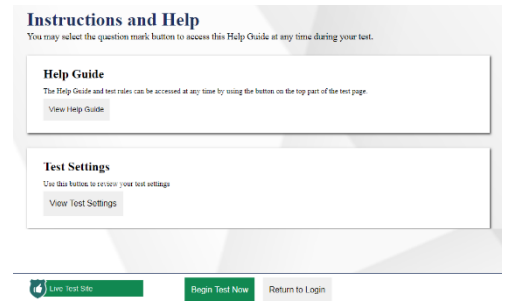 Instructions and Help
You may select the question mark button to access this Help Guide at any time during your test.
Help Guide
The Help Guide and test rules can be accessed at any time by using the button on the top part of the test page.
View Help Guide
Test Settings
Use this button to review your test settings
View Test Settings
Live Test Site
Begin Test Now
Return to Login